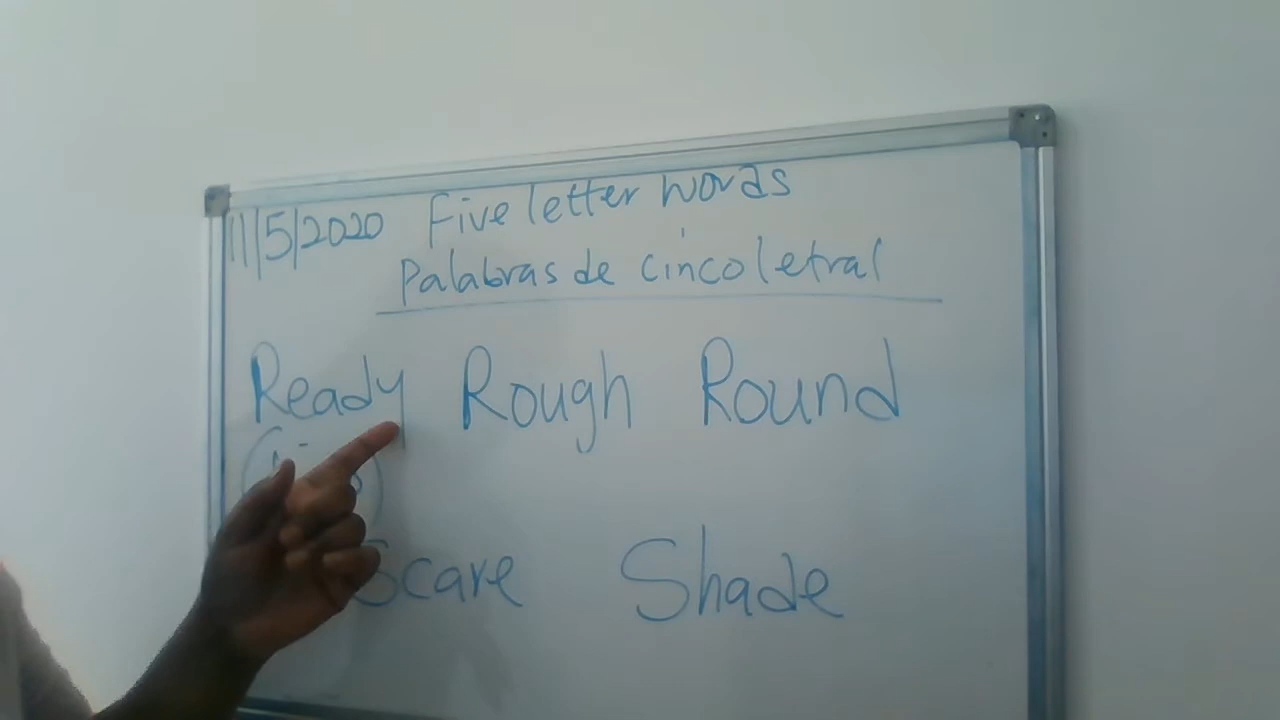 11/5/2020 Five letter words
Palabras de cinco letral
Ready Rough Round
Scare Shade